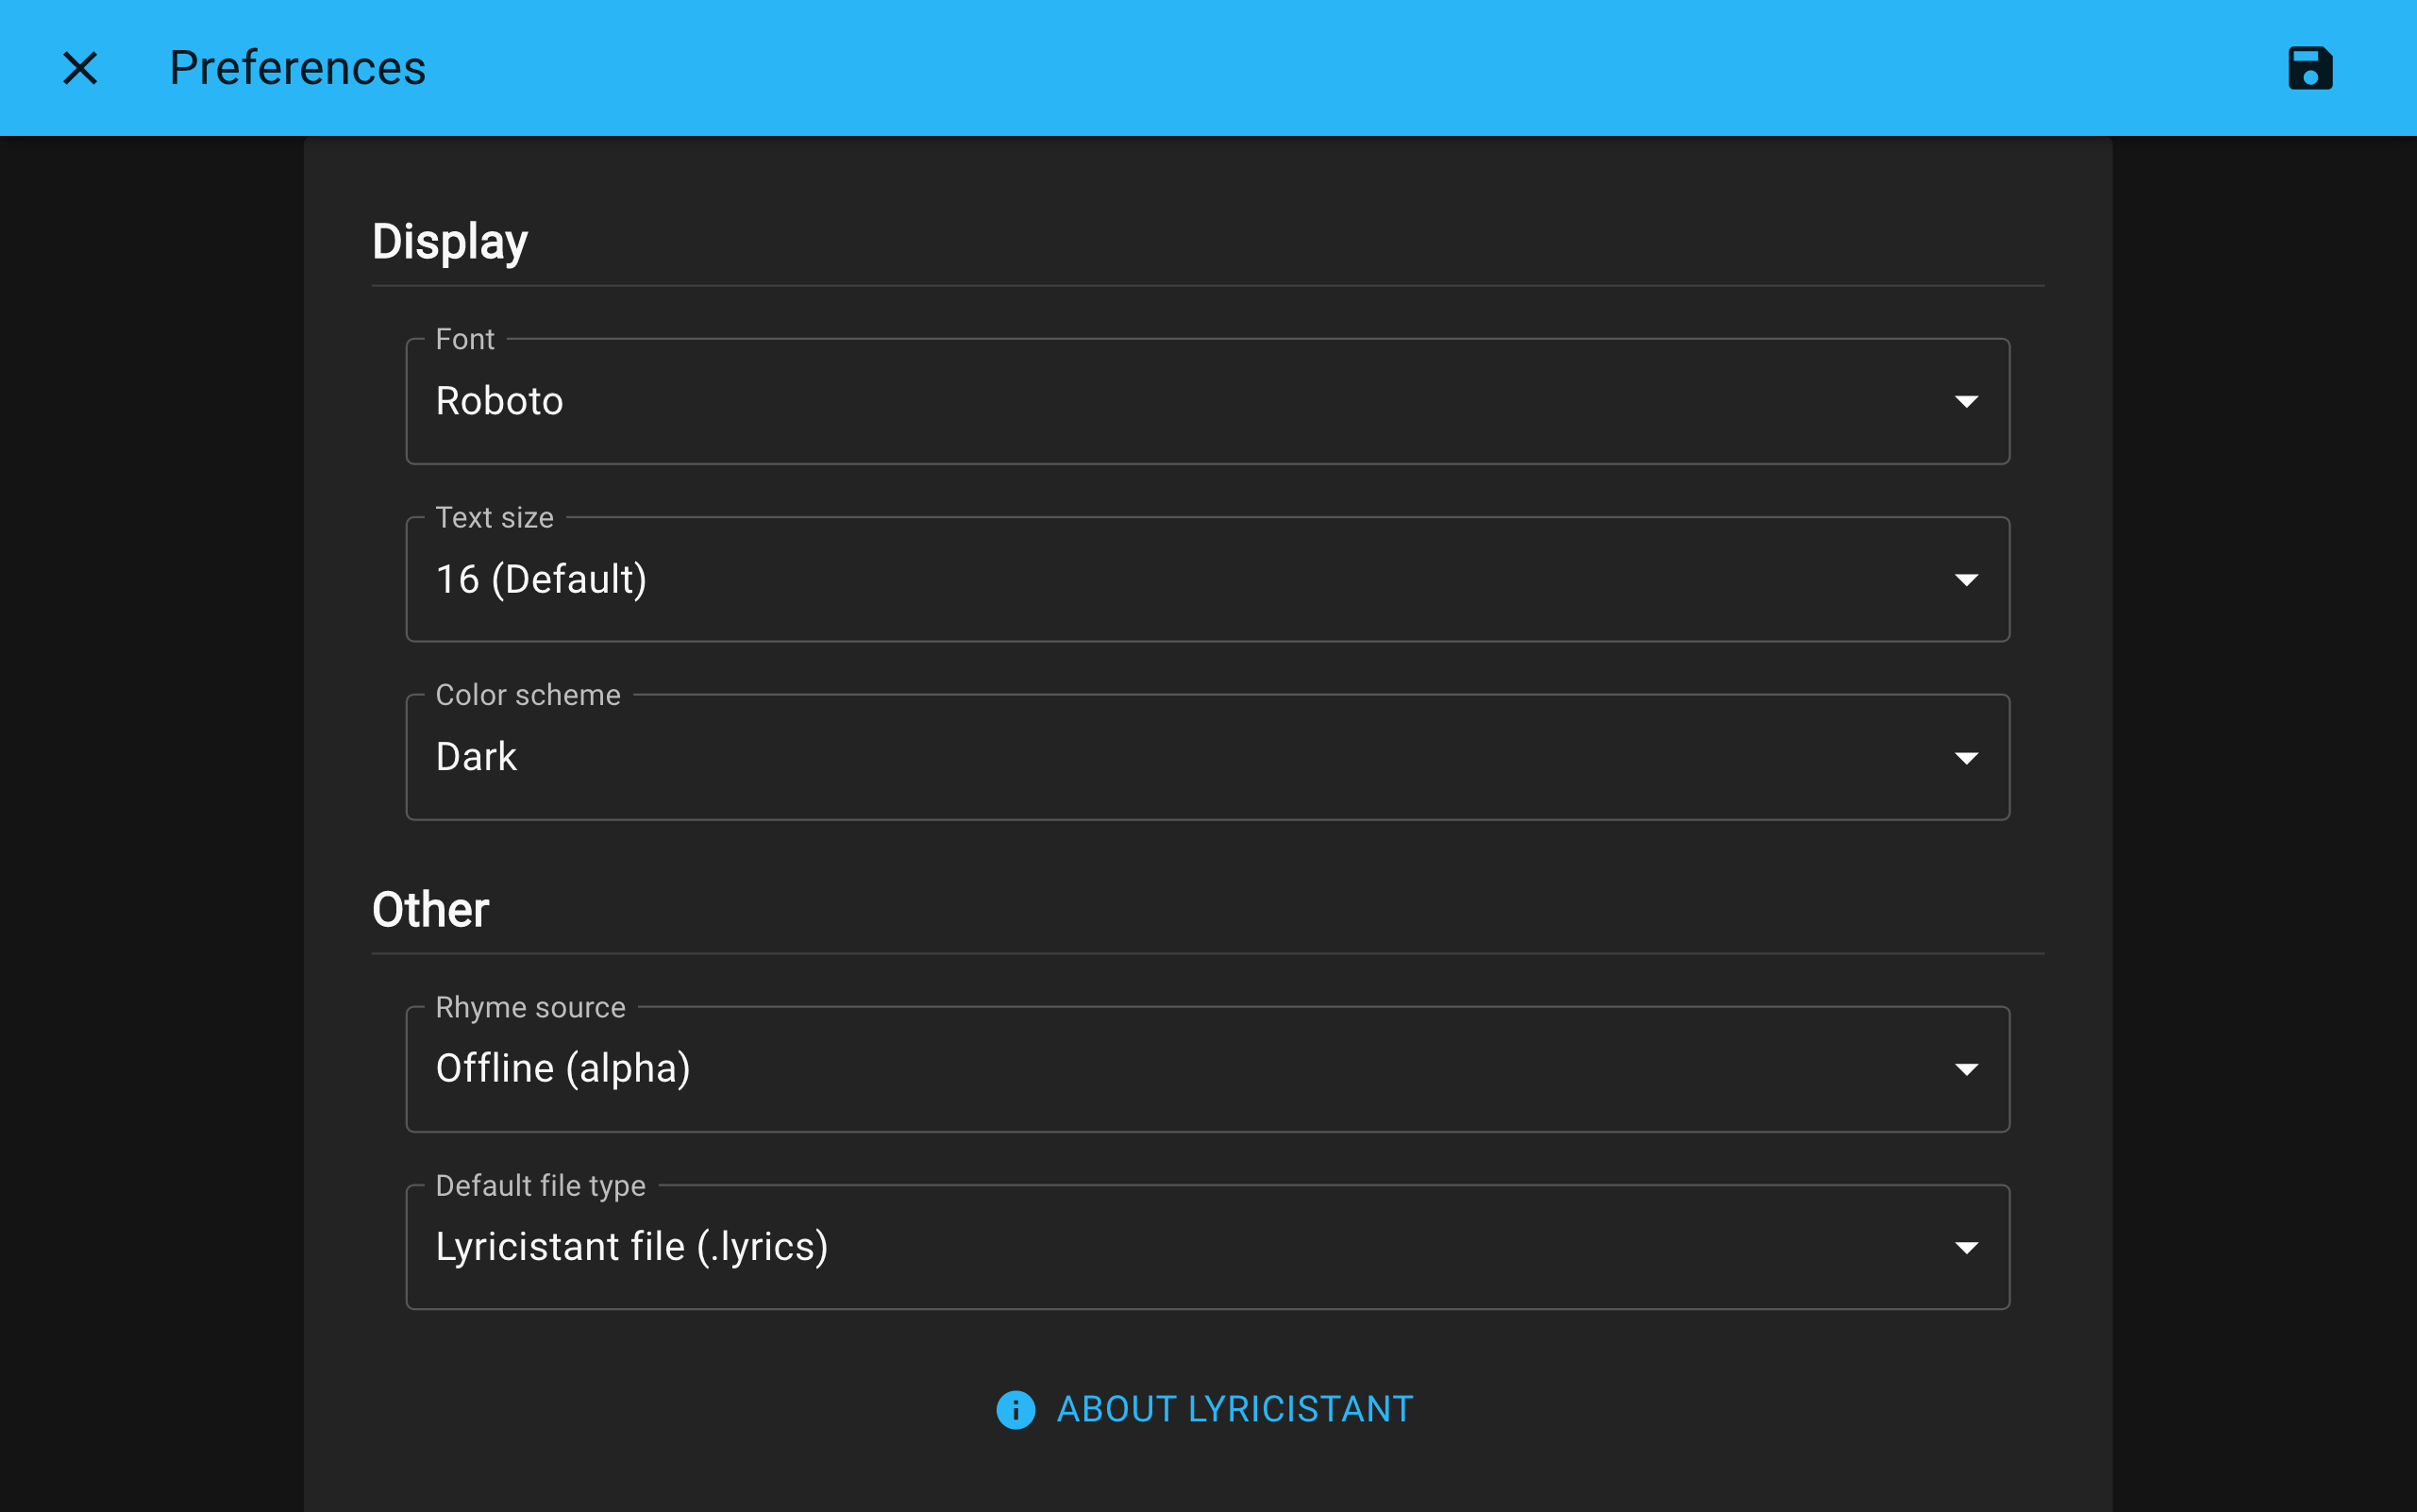 Preferences
Display
Font
Roboto
Text size
16 (Default)
Color scheme
Dark
Other
Rhyme source
Offline (alpha)
Default file type
Lyricistant file (.lyrics)
ABOUT LYRICISTANT